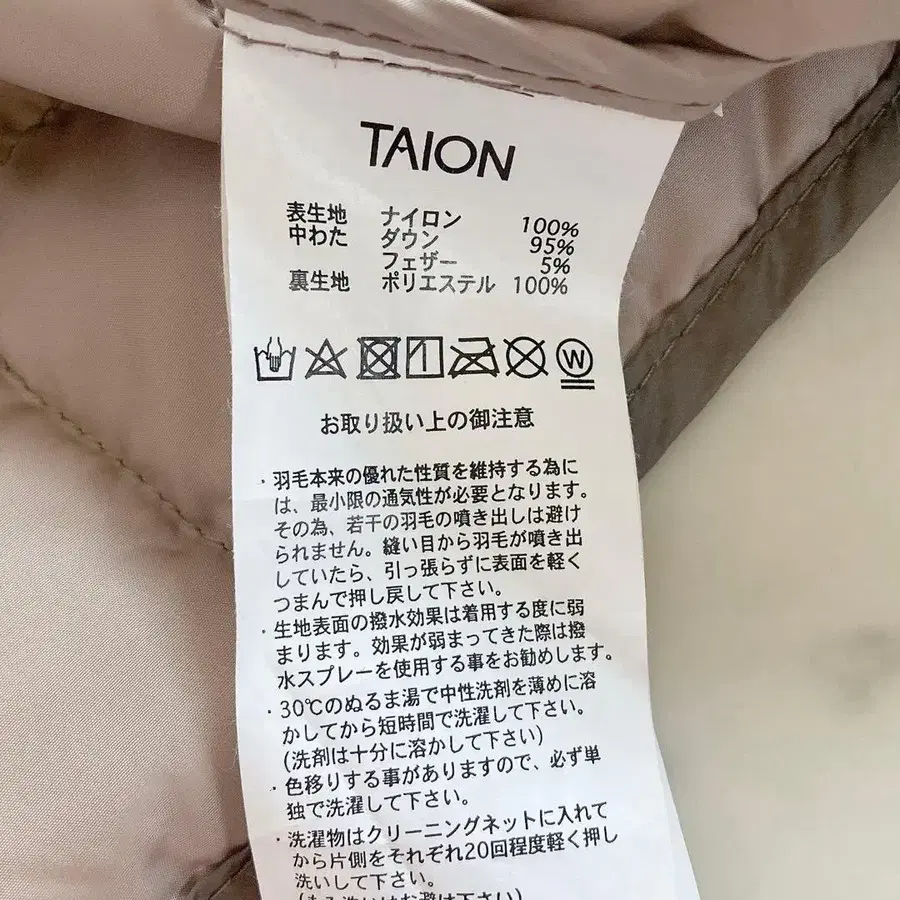 TAION
表生地 ナイロン 100%
中わた ダウン 95%
フェザー 5%
裏生地 ポリエステル 100%
W
お取り扱い上の御注意
・羽毛本来の優れた性質を維持する為に
は、最小限の通気性が必要となります。
その為、若干の羽毛の噴き出しは避け
られません。縫い目から羽毛が噴き出
していたら、引っ張らずに表面を軽く
つまんで押し戻して下さい。
・生地表面の撥水効果は着用する度に弱
まります。効果が弱まってきた際は撥
水スプレーを使用する事をお勧めします。
・30℃のぬるま湯で中性洗剤を薄めに溶
かしてから短時間で洗濯して下さい。
(洗剤は十分に溶かして下さい)
・色移りする事がありますので、必ず単
独で洗濯して下さい。
・洗濯物はクリーニングネットに入れて
から片側をそれぞれ20回程度軽く押し
洗いして下さい。
(もみ洗いはお避け下さい)